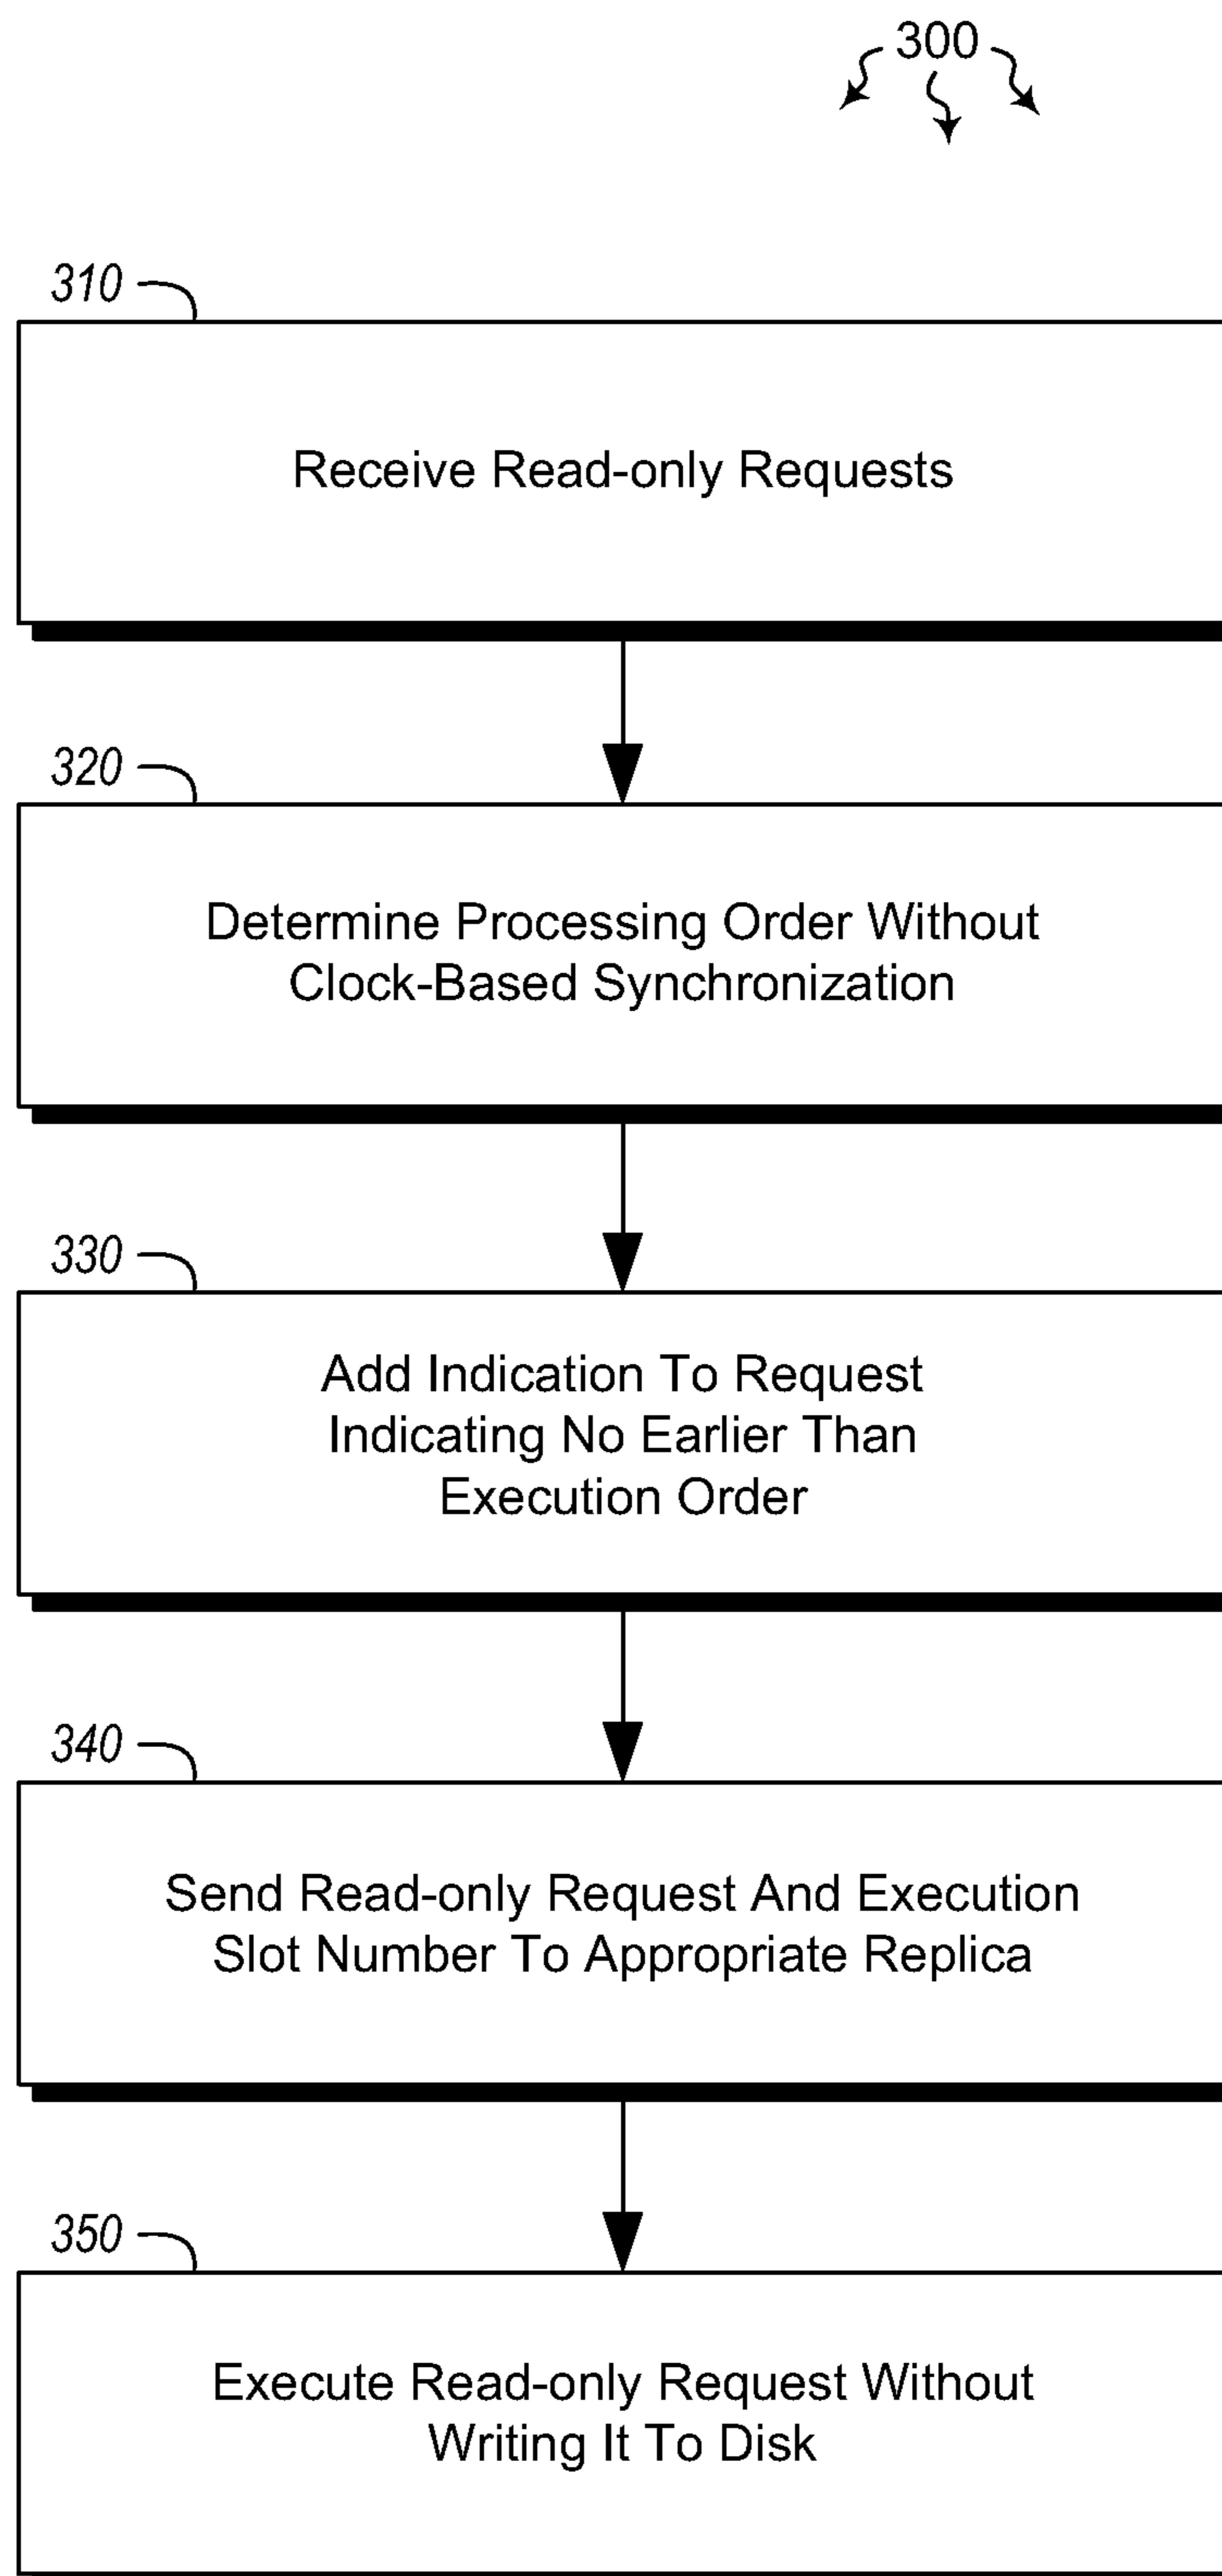 300
310
Receive Read-only Requests
320
Determine Processing Order Without
Clock-Based Synchronization
330
Add Indication To Request
Indicating No Earlier Than
Execution Order
340
Send Read-only Request And Execution
Slot Number To Appropriate Replica
350
Execute Read-only Request Without
Writing It To Disk